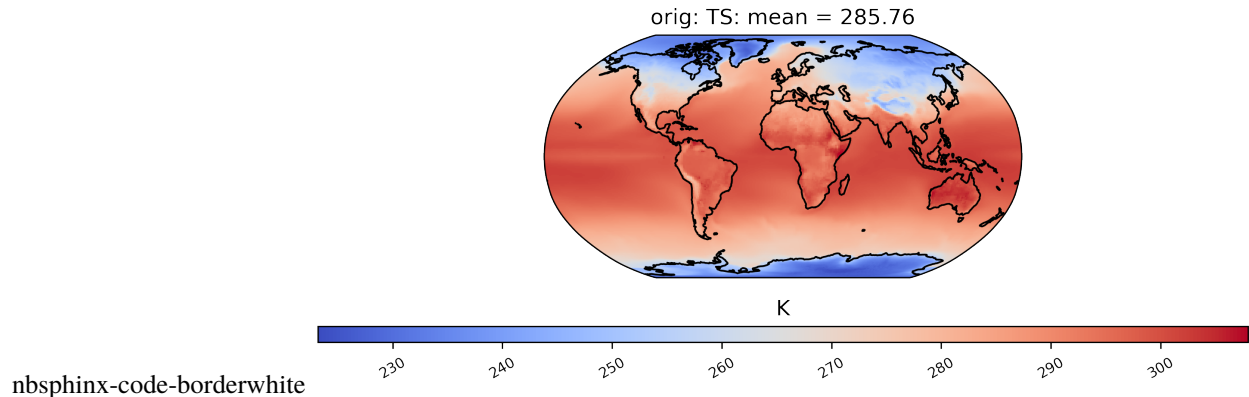 orig: TS: mean = 285.76
K
230 240 250 260 270 280 290 300
nbsphinx-code-borderwhite